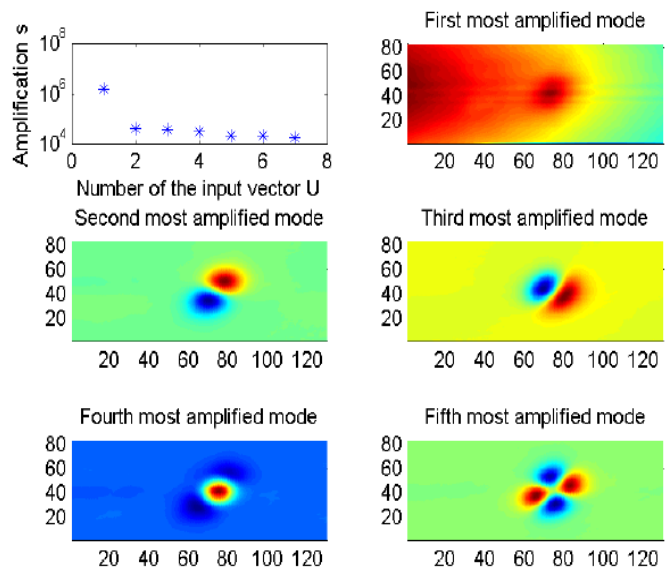 Amplification s
10^8
10^6
10^4
0 2 4 6 8
Number of the input vector U
First most amplified mode
80
60
40
20
20 40 60 80 100 120
Second most amplified mode
80
60
40
20
20 40 60 80 100 120
Third most amplified mode
80
60
40
20
20 40 60 80 100 120
Fourth most amplified mode
80
60
40
20
20 40 60 80 100 120
Fifth most amplified mode
80
60
40
20
20 40 60 80 100 120